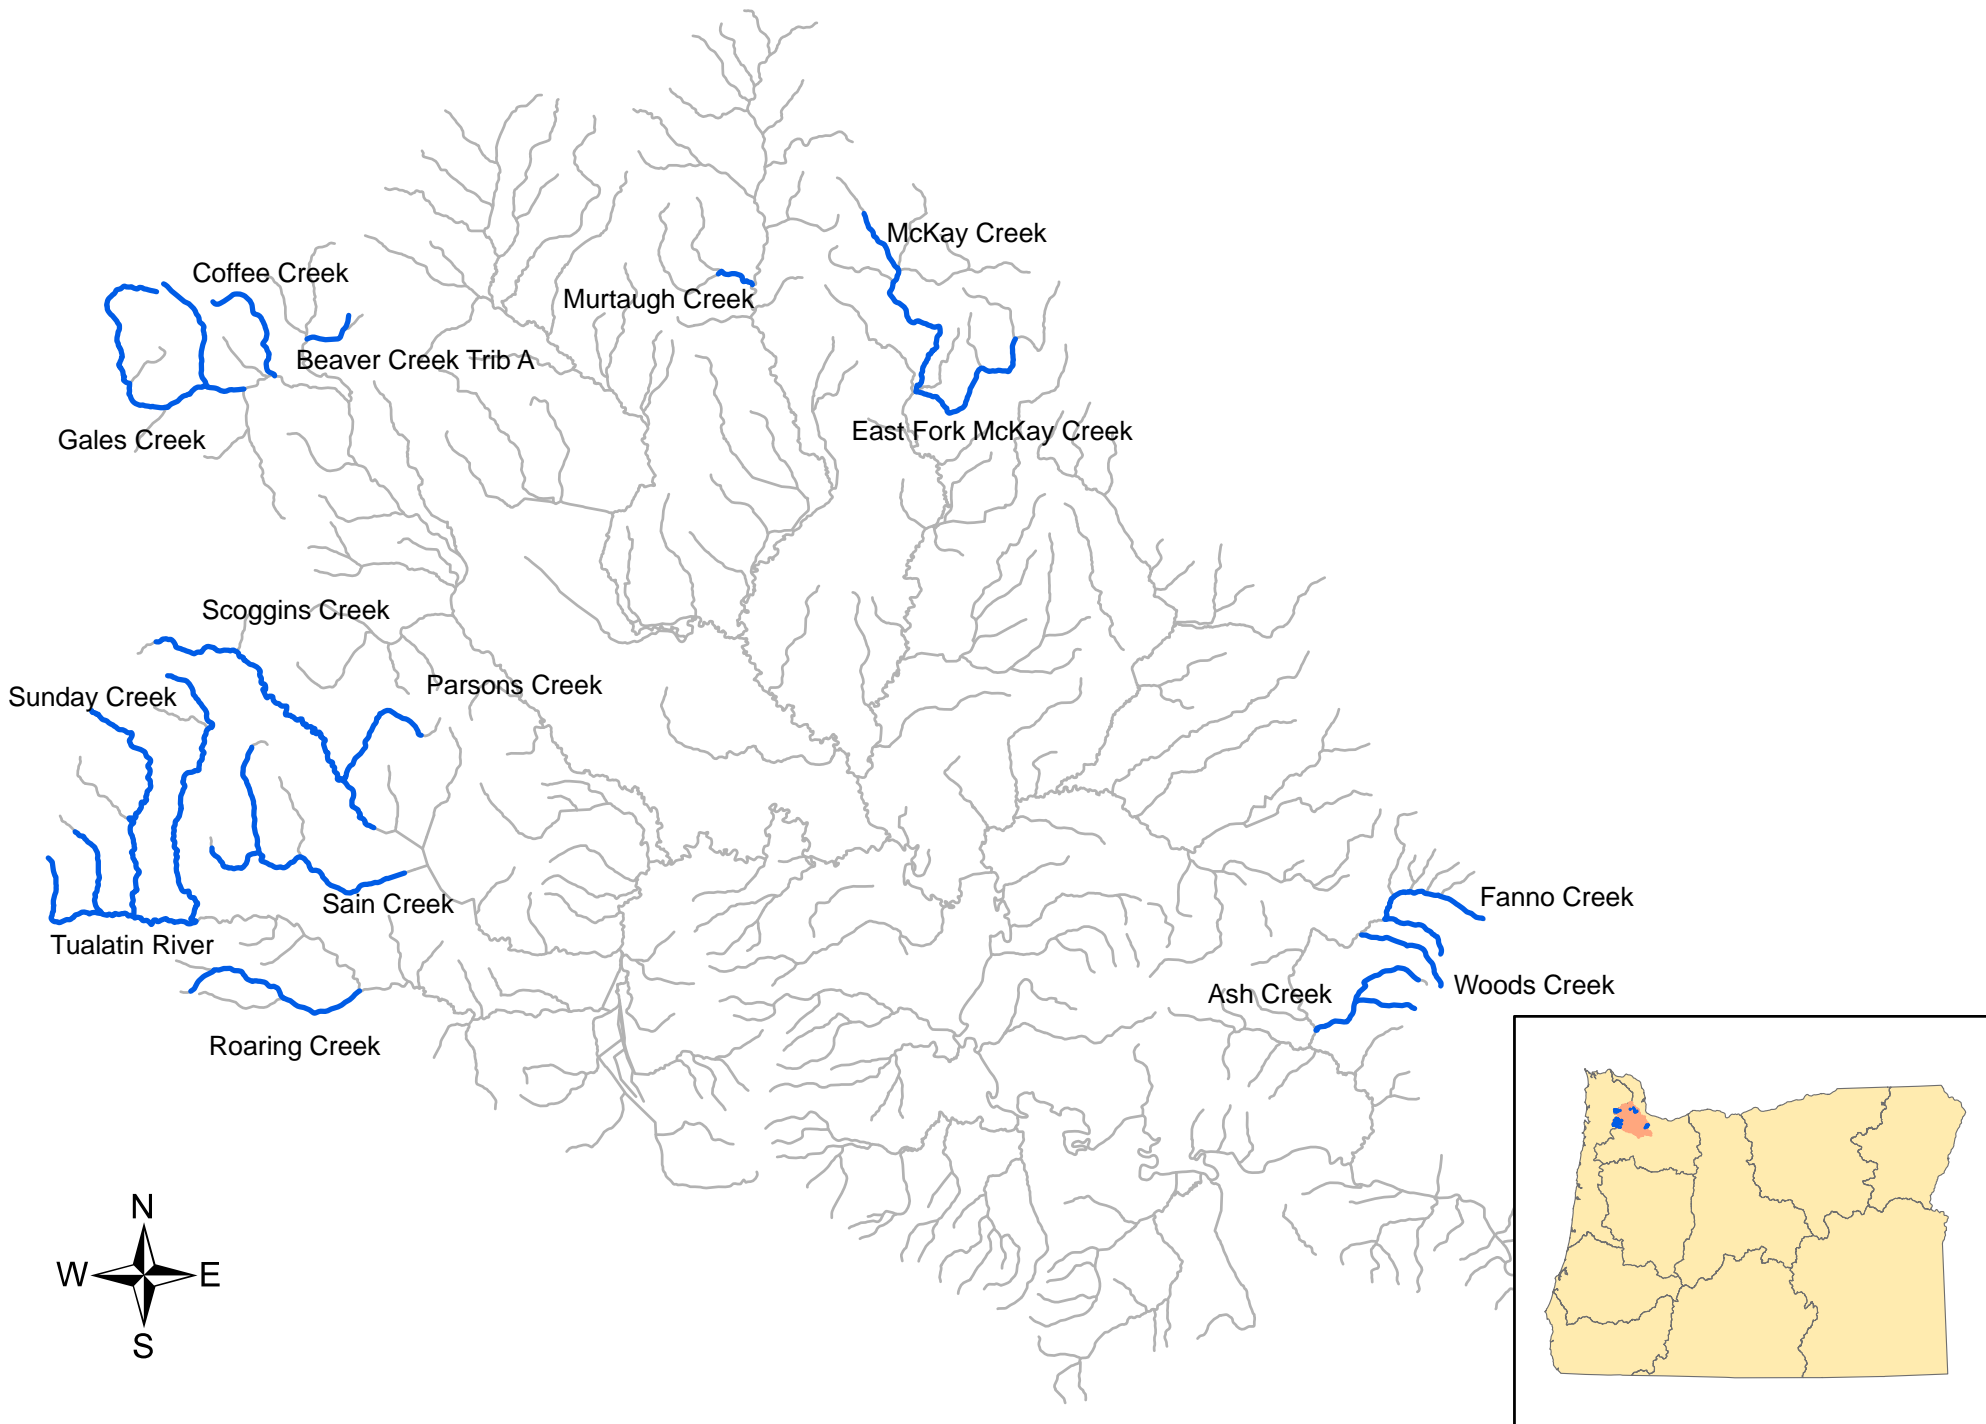 McKay Creek
Coffee Creek
Murtaugh Creek
Beaver Creek Trib A
Gales Creek
East Fork McKay Creek
Scoggins Creek
Parsons Creek
Sunday Creek
Fanno Creek
Sain Creek
Tualatin River
Woods Creek
Ash Creek
Roaring Creek
N
W E
S